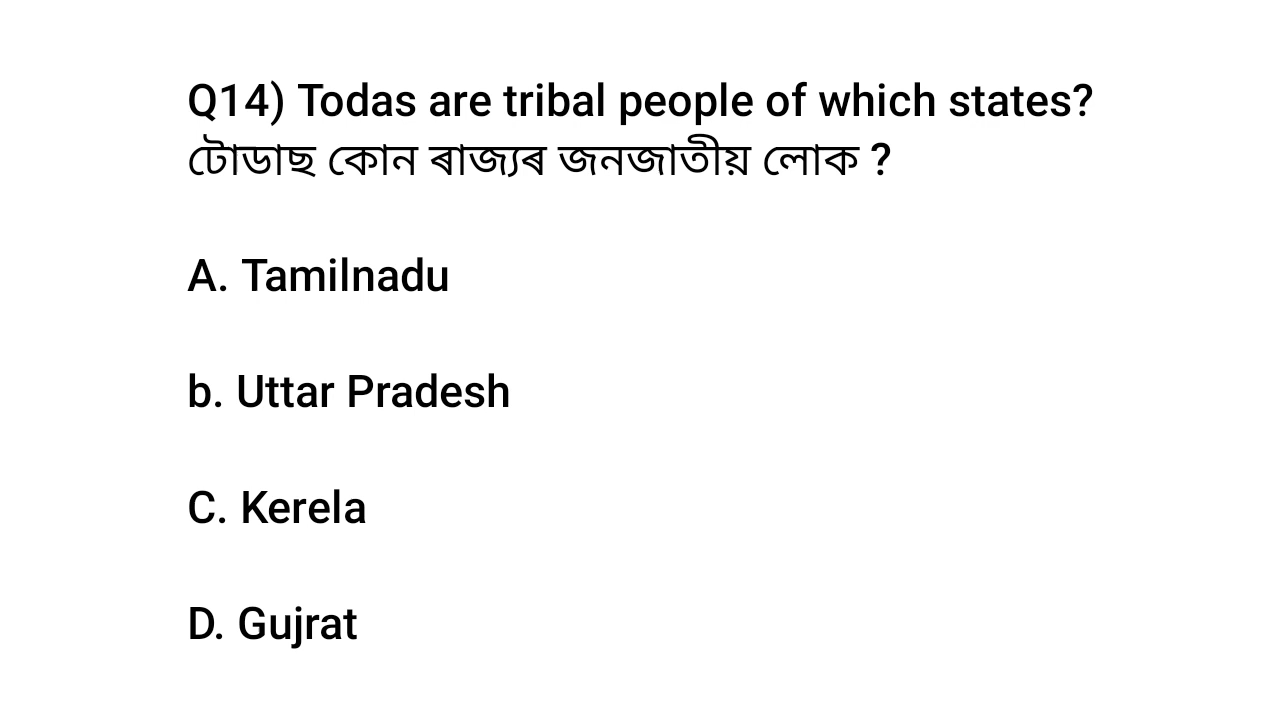 Q14) Todas are tribal people of which states?
টোডাছ কোন ৰাজ্যৰ জনজাতীয় লোক ?
A. Tamilnadu
b. Uttar Pradesh
C. Kerela
D. Gujrat